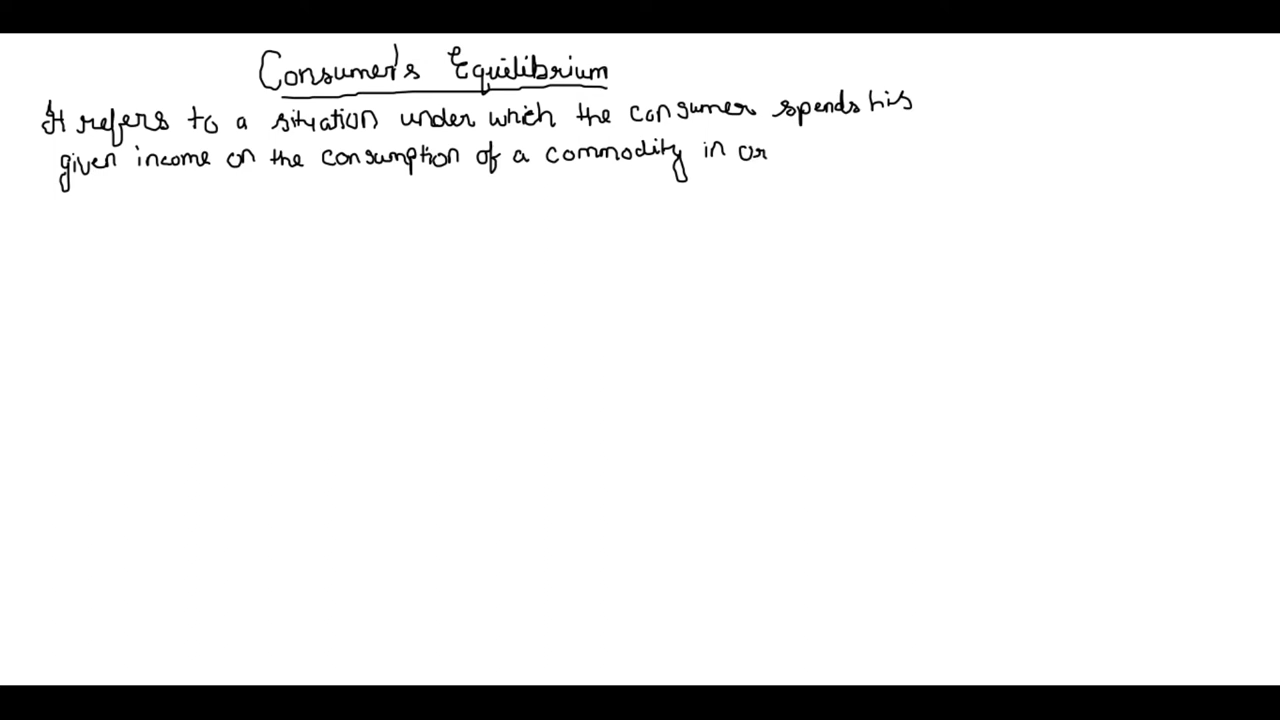 Consumer's Equilibrium
It refers to a situation under which the consumer spends his
given income on the consumption of a commodity in or